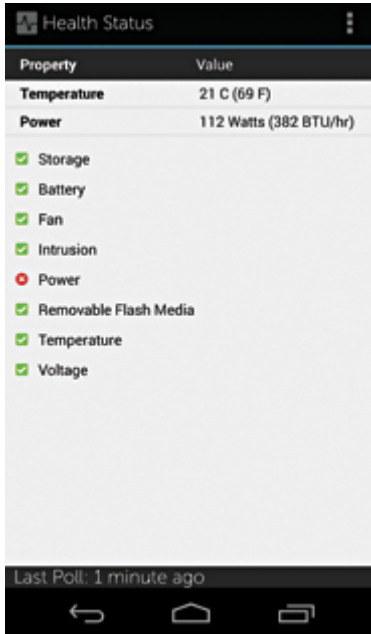 Health Status
Property Value
Temperature 21 C (69 F)
Power 112 Watts (382 BTU/hr)
Storage
Battery
Fan
Intrusion
Power
Removable Flash Media
Temperature
Voltage
Last Poll: 1 minute ago